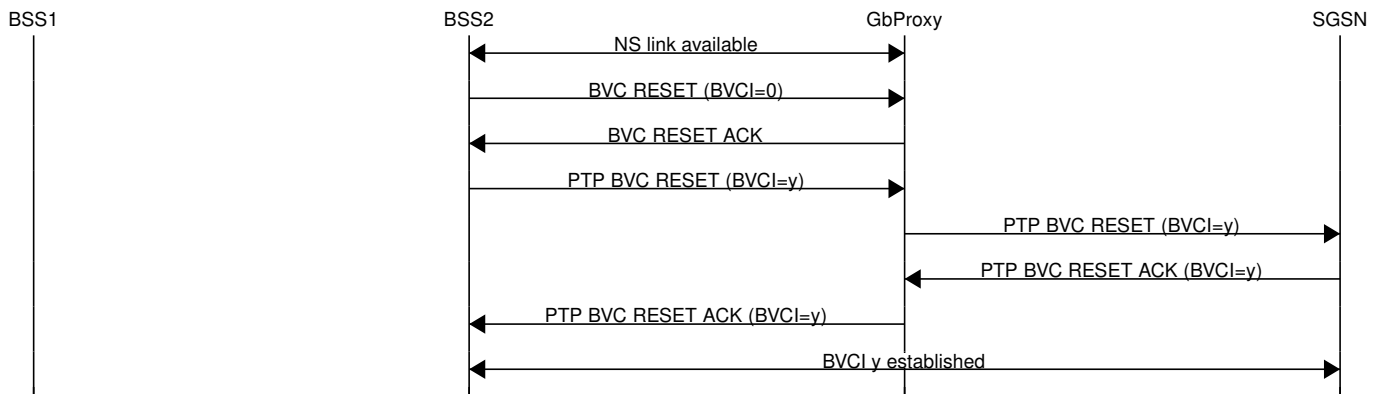 BSS1 BSS2 GbProxy SGSN
NS link available
BVC RESET (BVCI=0)
BVC RESET ACK
PTP BVC RESET (BVCI=y)
PTP BVC RESET (BVCI=y)
PTP BVC RESET ACK (BVCI=y)
PTP BVC RESET ACK (BVCI=y)
BVCI y established